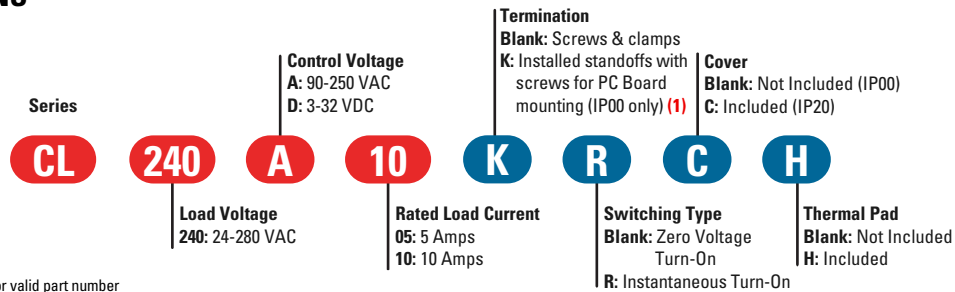 Termination
Blank: Screws & clamps
K: Installed standoffs with
screws for PC Board
mounting (IP00 only) (1)
Control Voltage
A: 90-250 VAC
D: 3-32 VDC
Cover
Blank: Not Included (IP00)
C: Included (IP20)
Series
CL 240 A 10 K R C H
Load Voltage
240: 24-280 VAC
Rated Load Current
05: 5 Amps
10: 10 Amps
Switching Type
Blank: Zero Voltage
Turn-On
R: Instantaneous Turn-On
Thermal Pad
Blank: Not Included
H: Included
valid part number